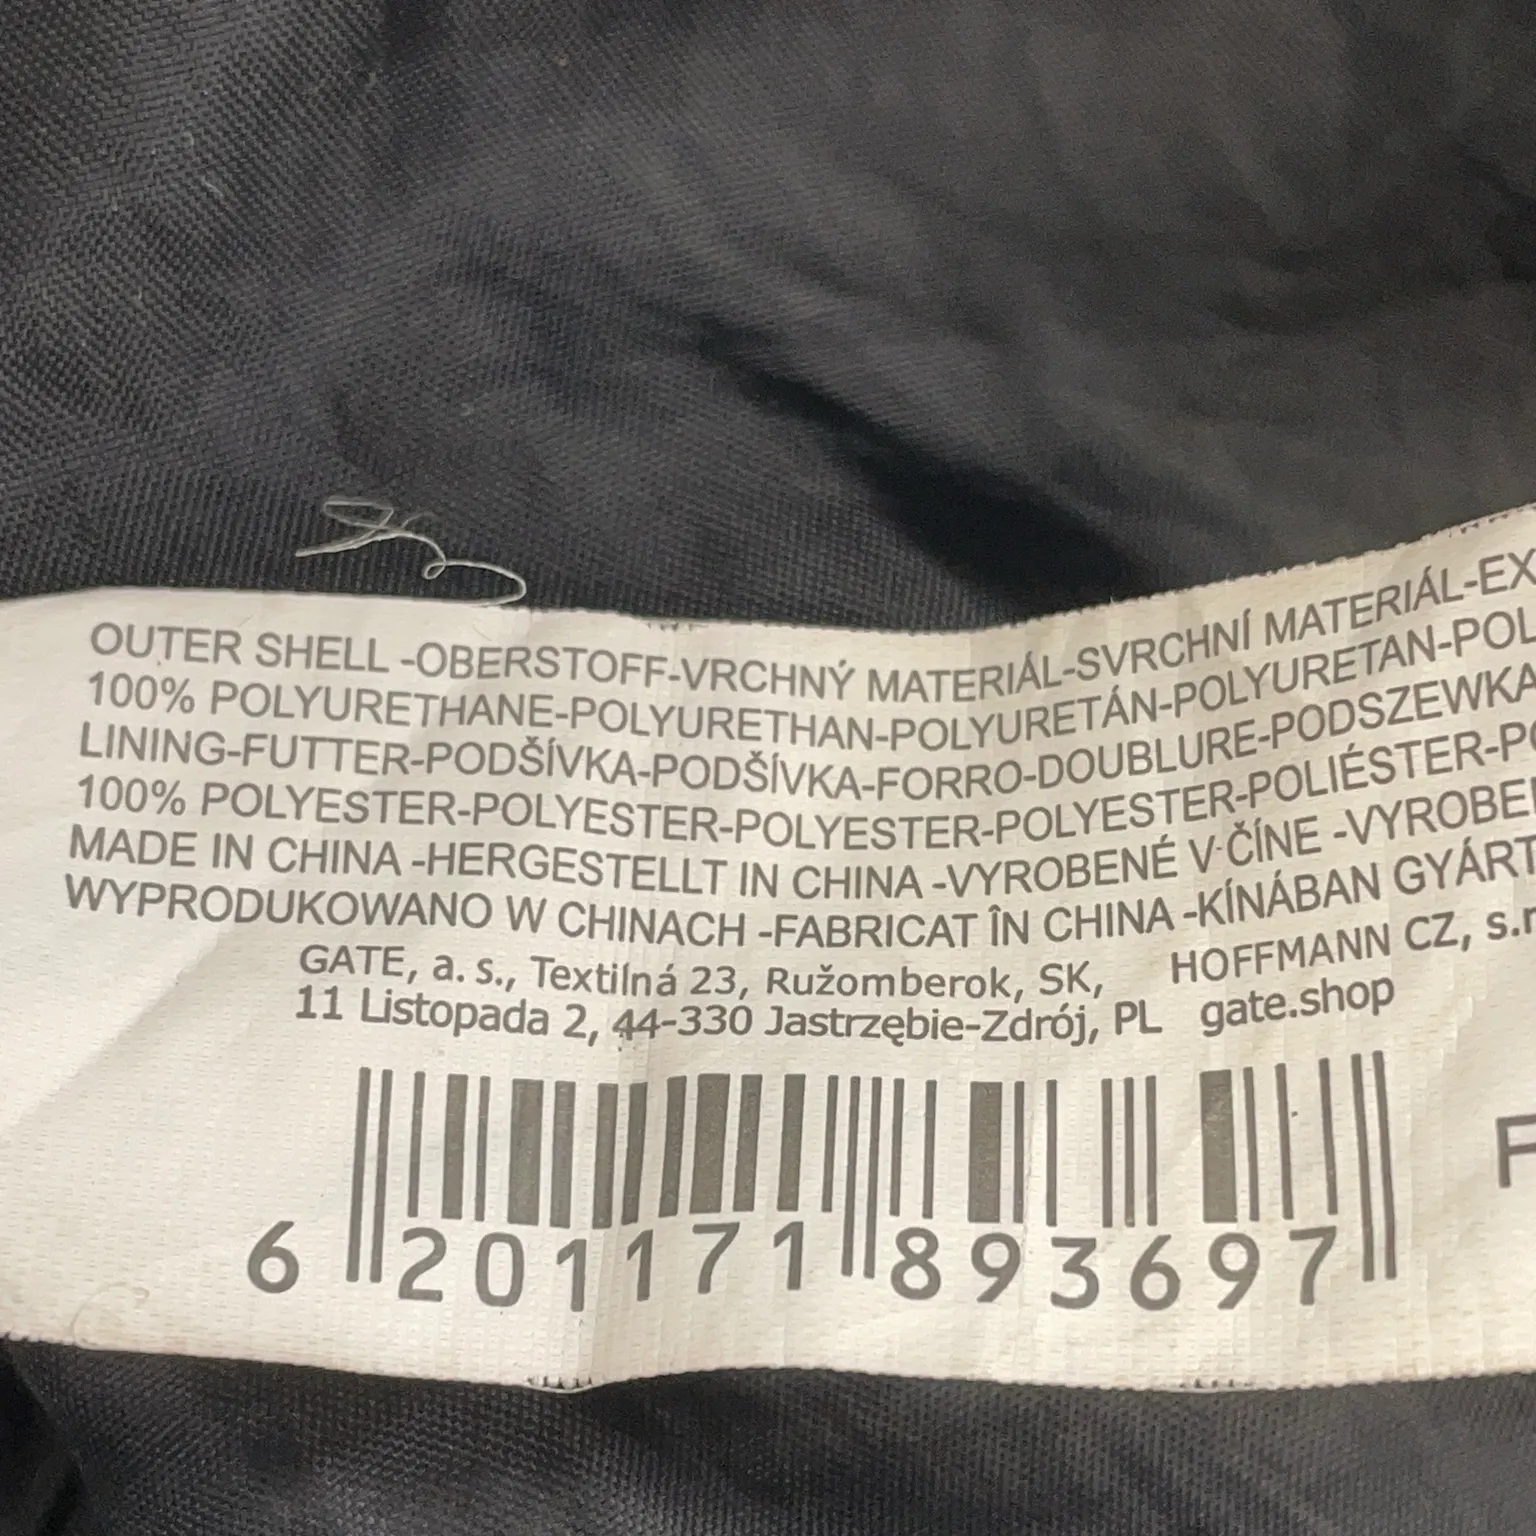 OUTER SHELL -OBERSTOFF-VRCHNÝ MATERIÁL-SVRCHNÍ MATERIÁL-EX
100% POLYURETHANE-POLYURETHAN-POLYURETÁN-POLYURETAN-POL
LINING-FUTTER-PODŠÍVKA-PODŠÍVKA-FORRO-DOUBLURE-PODSZEWKA
100% POLYESTER-POLYESTER-POLYESTER-POLYESTER-POLIÉSTER-PO
MADE IN CHINA -HERGESTELLT IN CHINA -VYROBENÉ V ČÍNE -VYROBE
WYPRODUKOWANO W CHINACH -FABRICAT ÎN CHINA -KÍNÁBAN GYÁRT
GATE, a. s., Textilná 23, Ružomberok, SK, HOFFMANN CZ, s.r
11 Listopada 2, 44-330 Jastrzębie-Zdrój, PL gate.shop
F
6 201171 893697